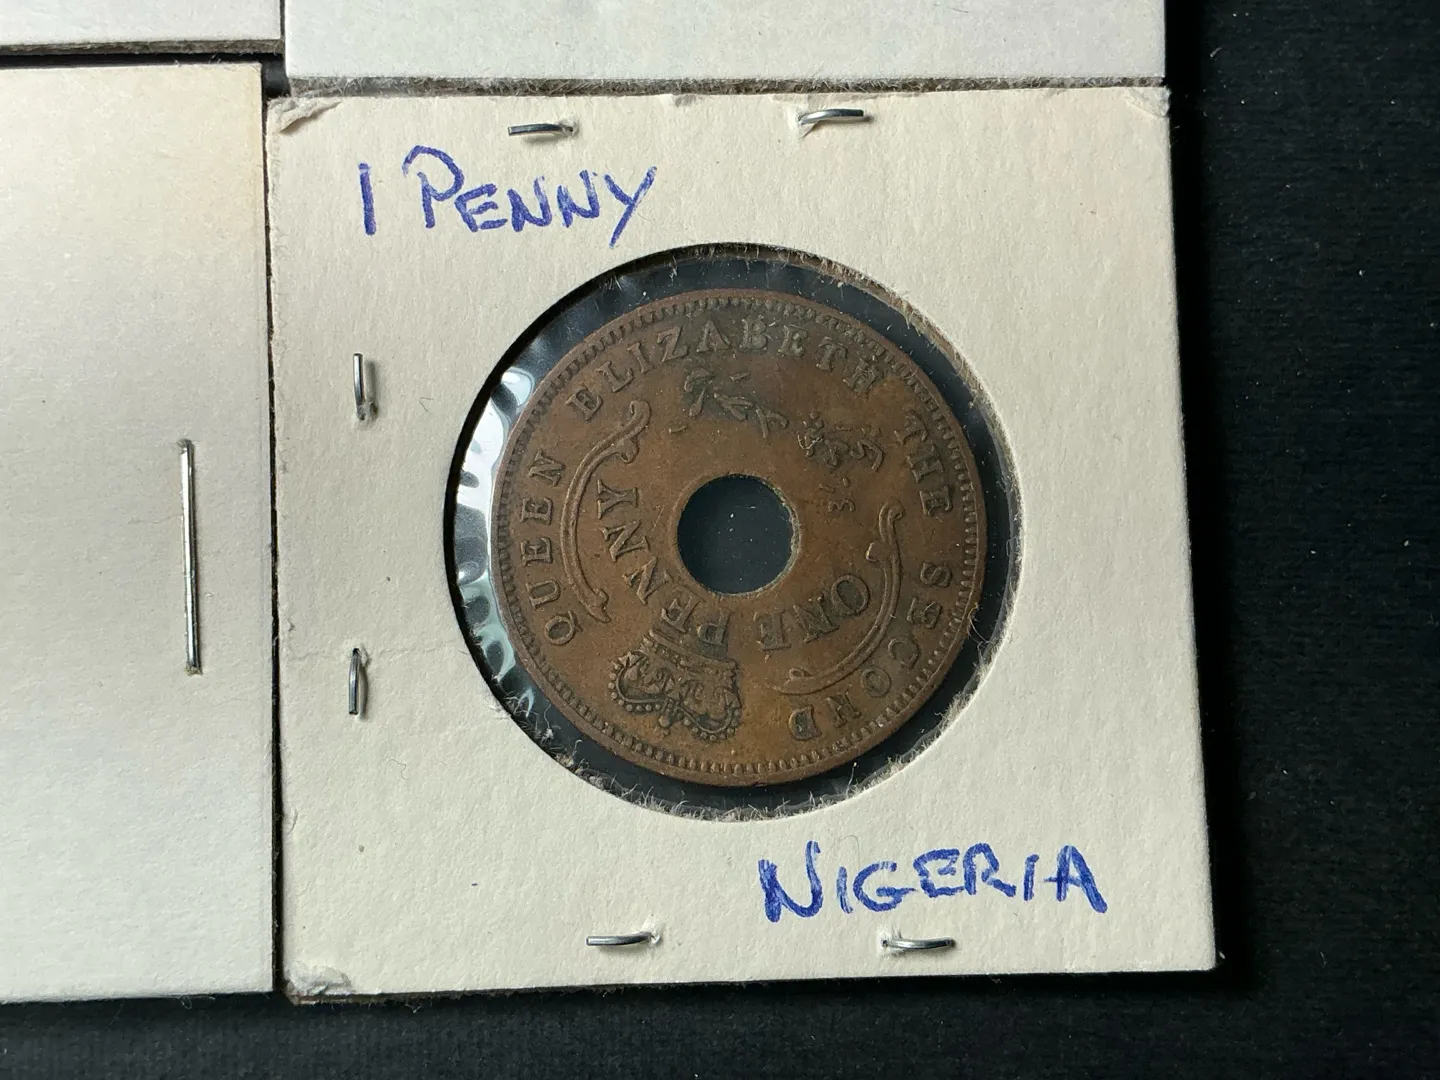 1 PENNY
QUEEN ELIZABETH THE SECOND
ONE PENNY
NIGERIA